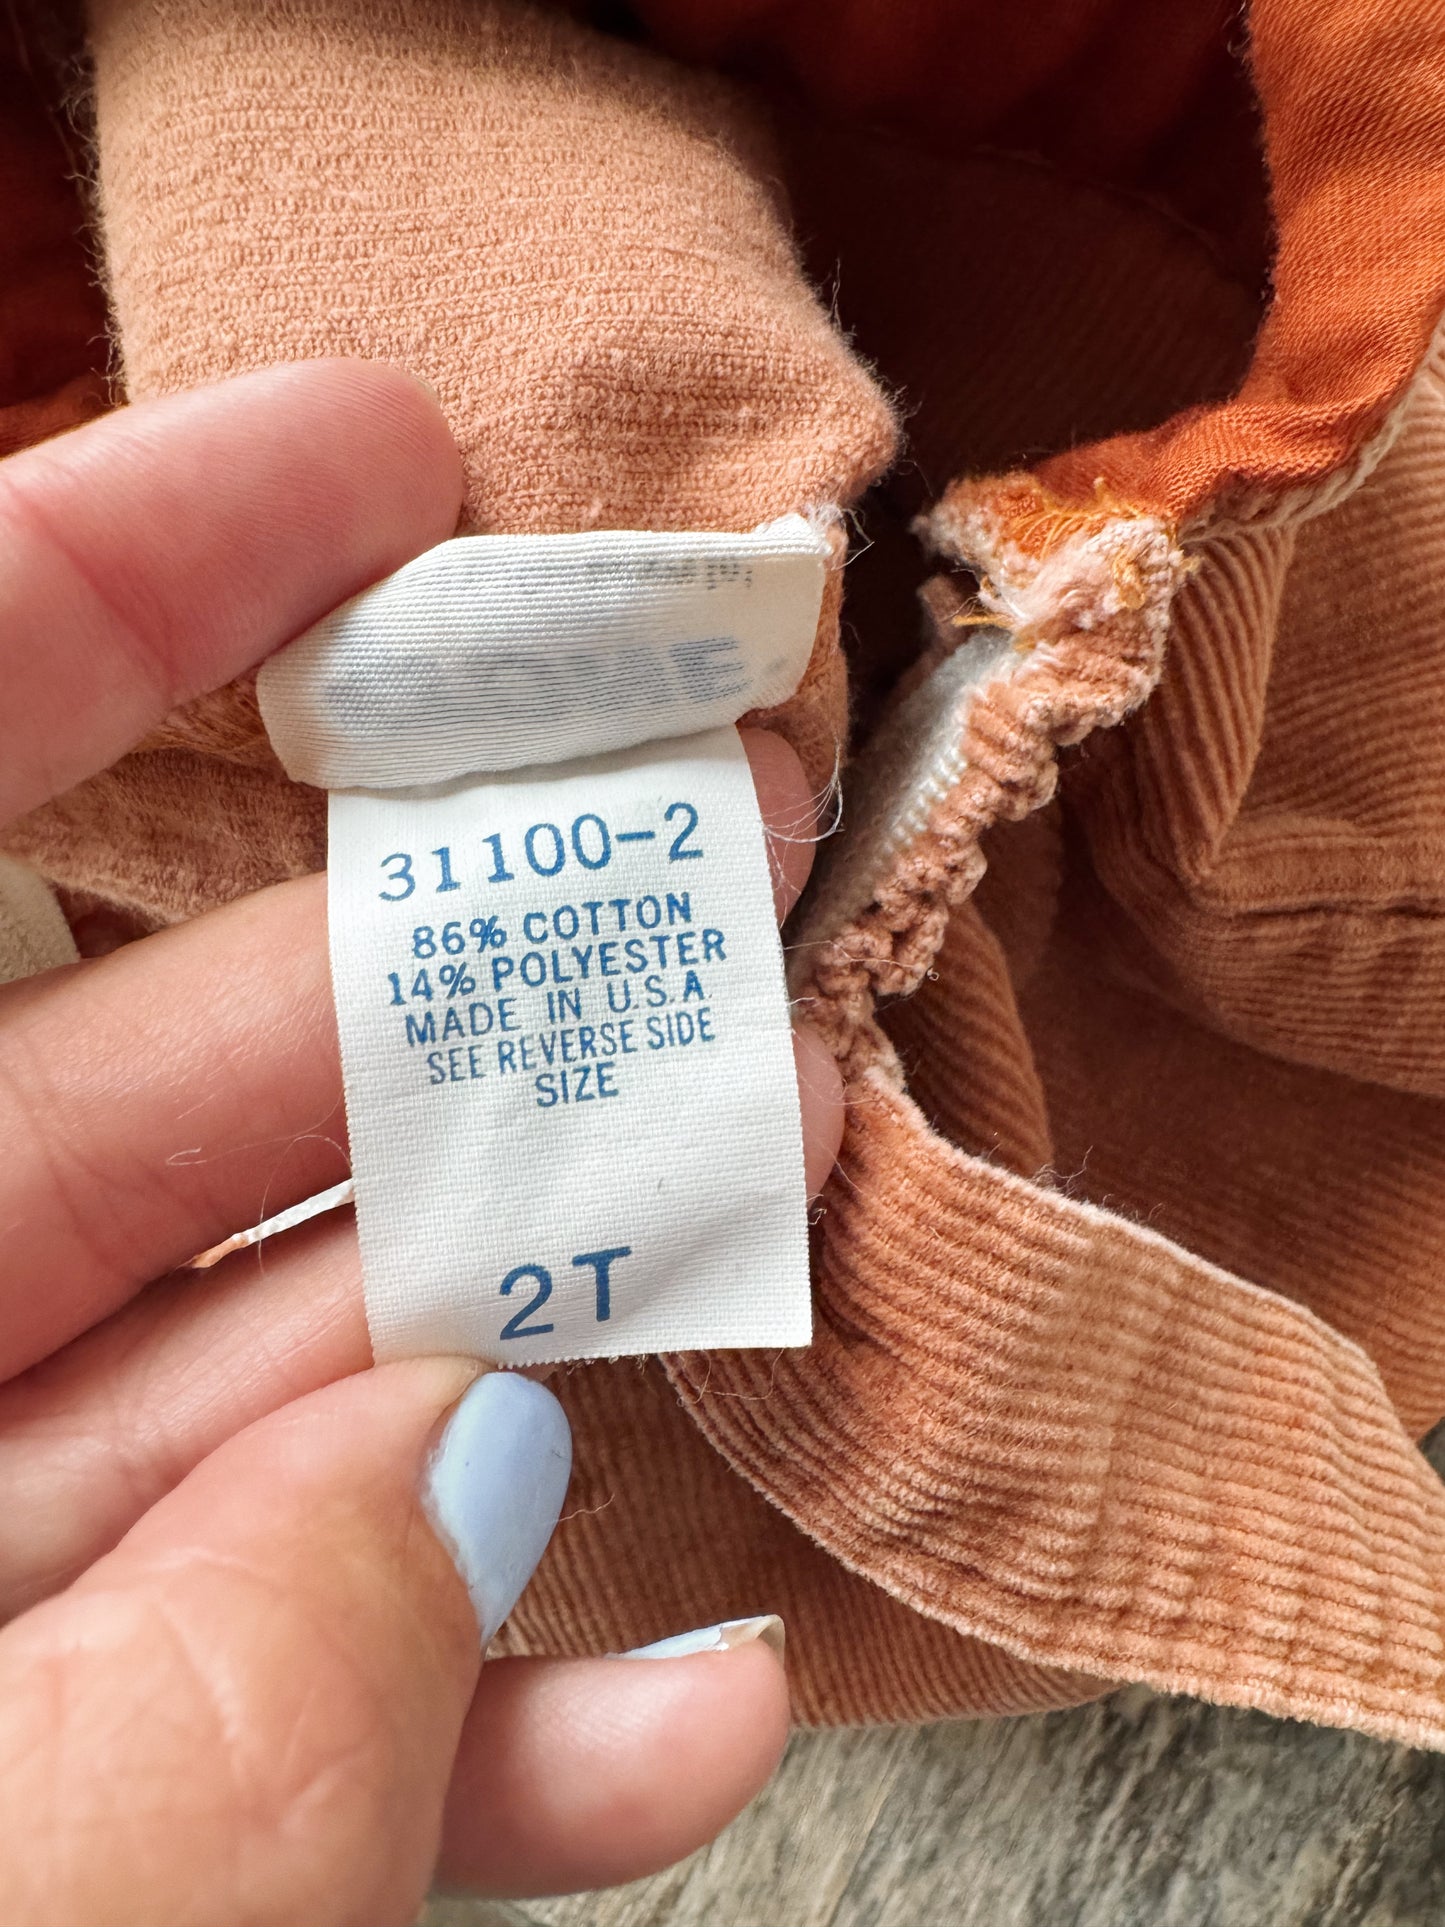 31100-2
86% COTTON
14% POLYESTER
MADE IN U.S.A.
SEE REVERSE SIDE
SIZE
2T